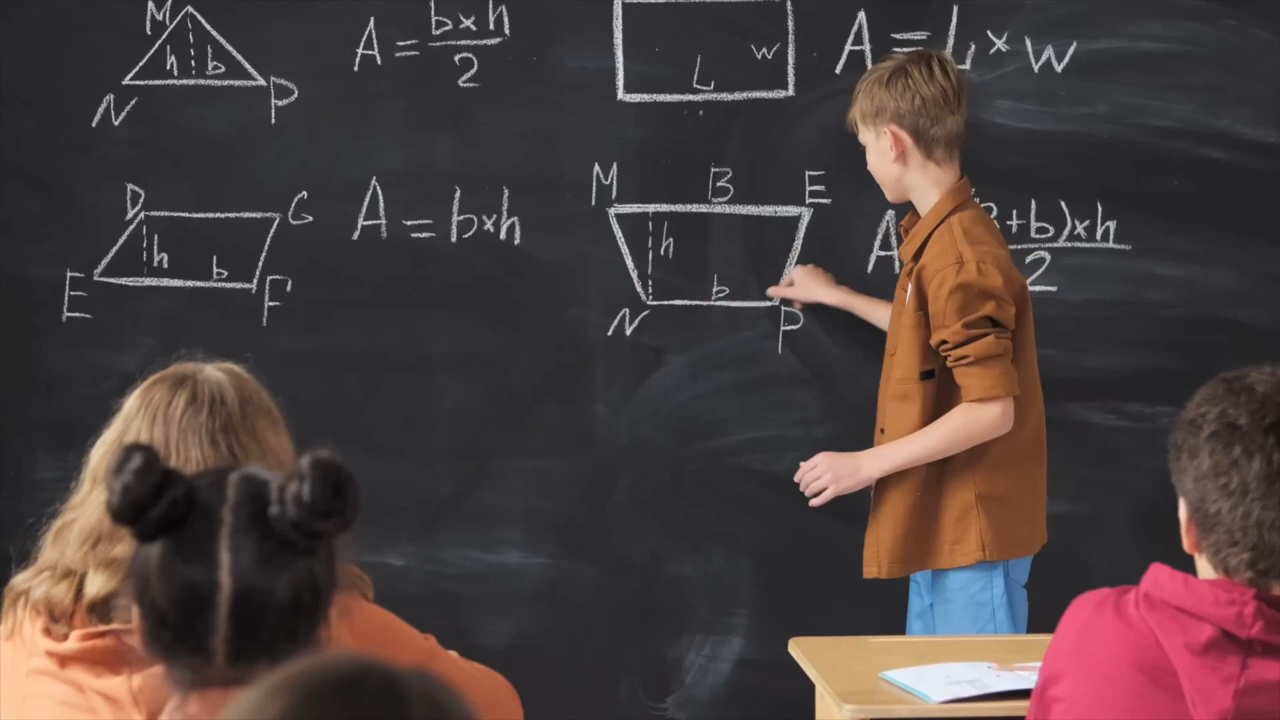 M
h b
N P
A = b×h
2
W
L
A = L×W
D G
h
b
E F
A = b×h
M B E
h
b
N P
A +b)×h
2